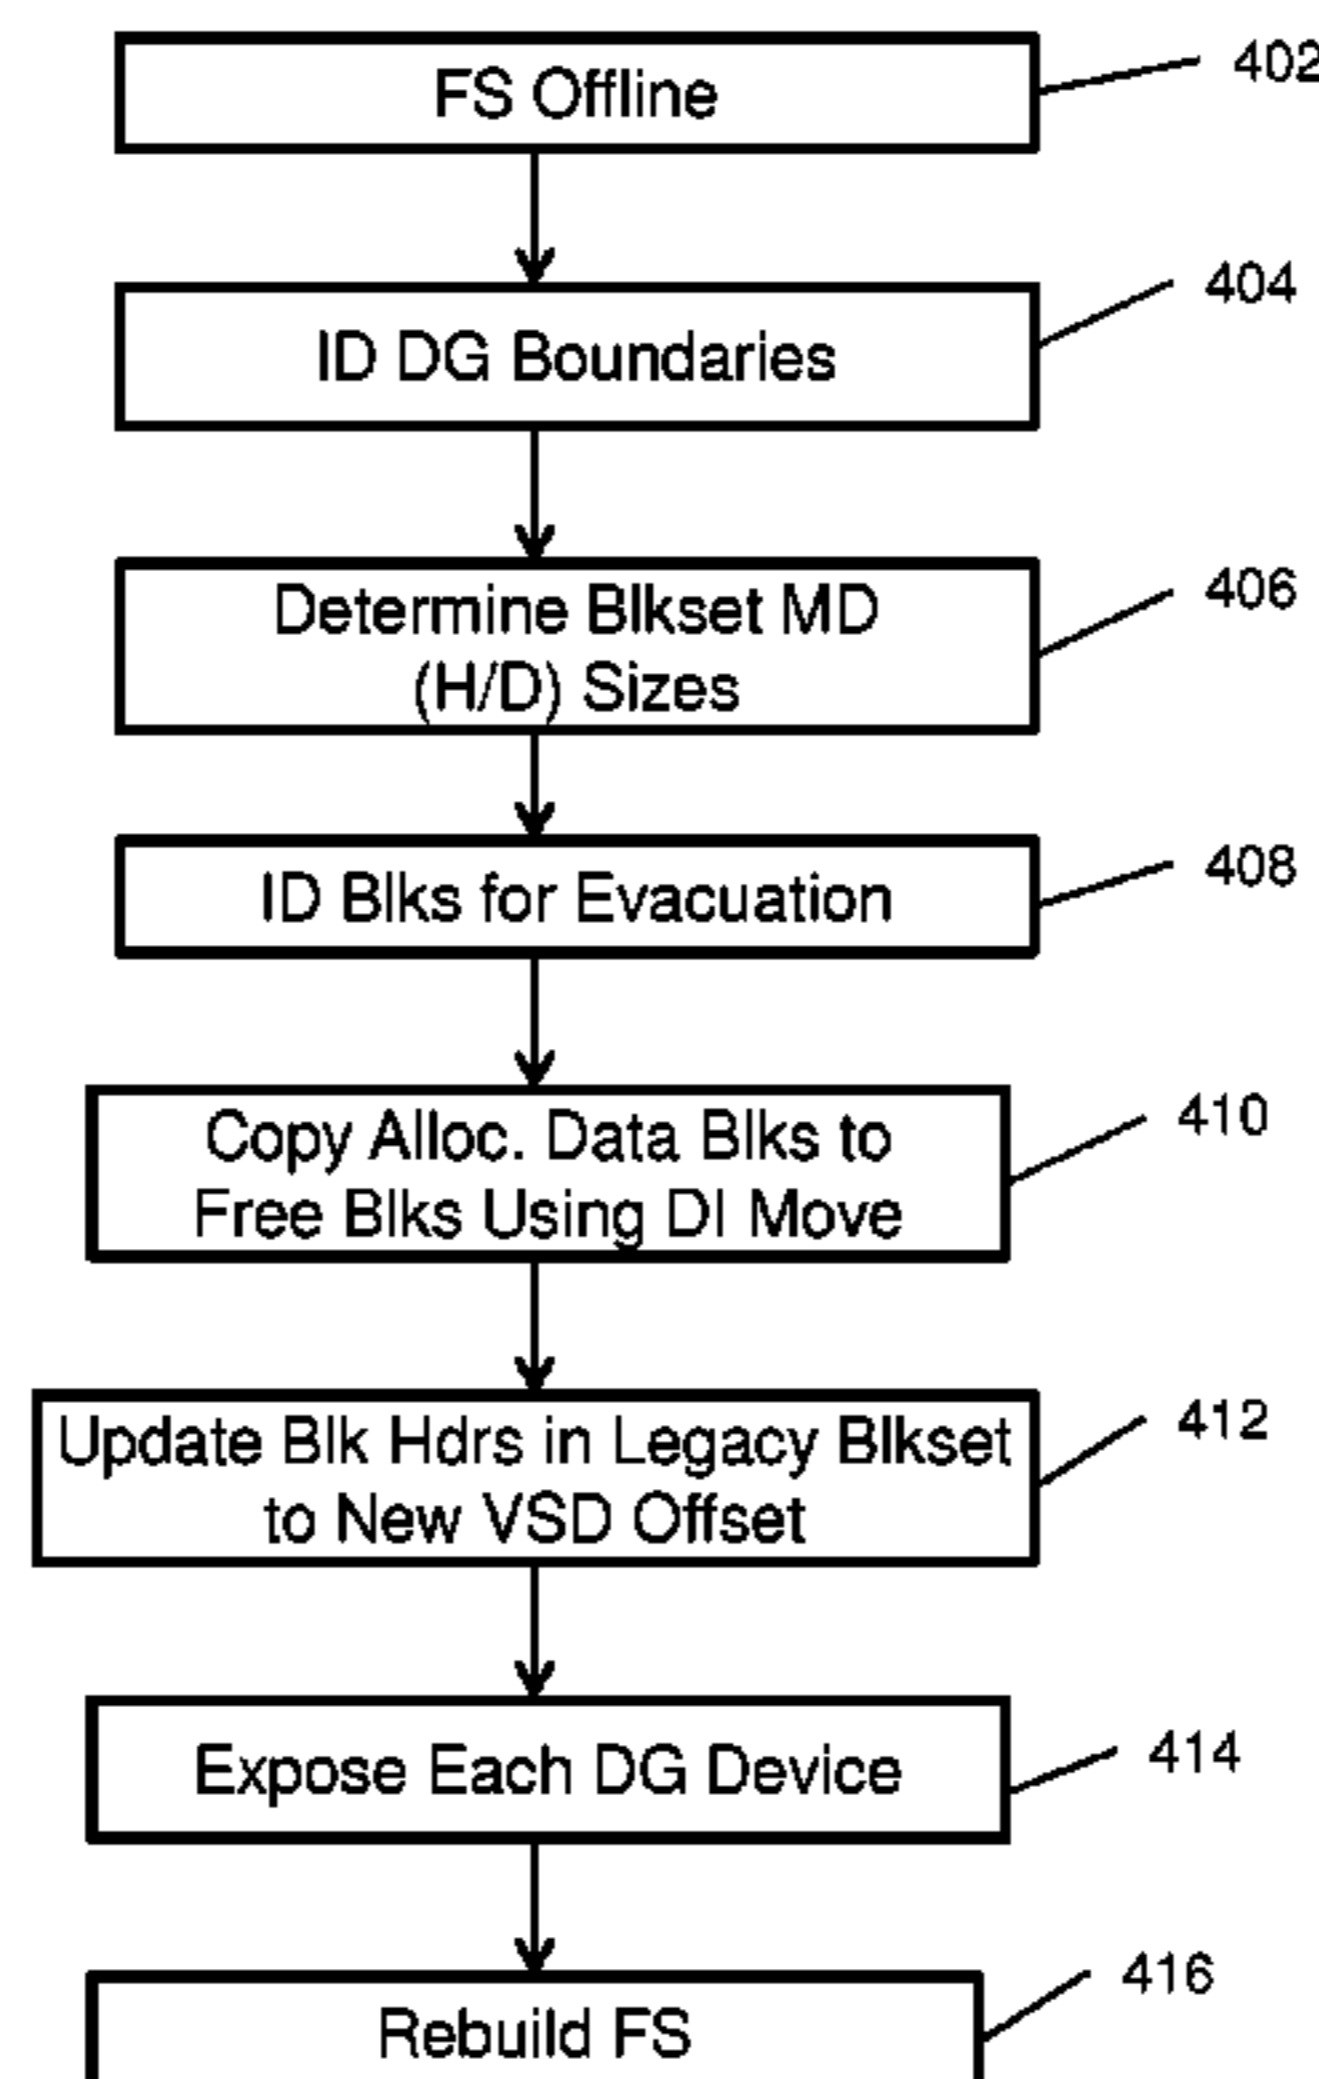 FS Offline
402
ID DG Boundaries
404
Determine Blkset MD
(H/D) Sizes
406
ID Blks for Evacuation
408
Copy Alloc. Data Blks to
Free Blks Using DI Move
410
Update Blk Hdrs in Legacy Blkset
to New VSD Offset
412
Expose Each DG Device
414
Rebuild FS
416